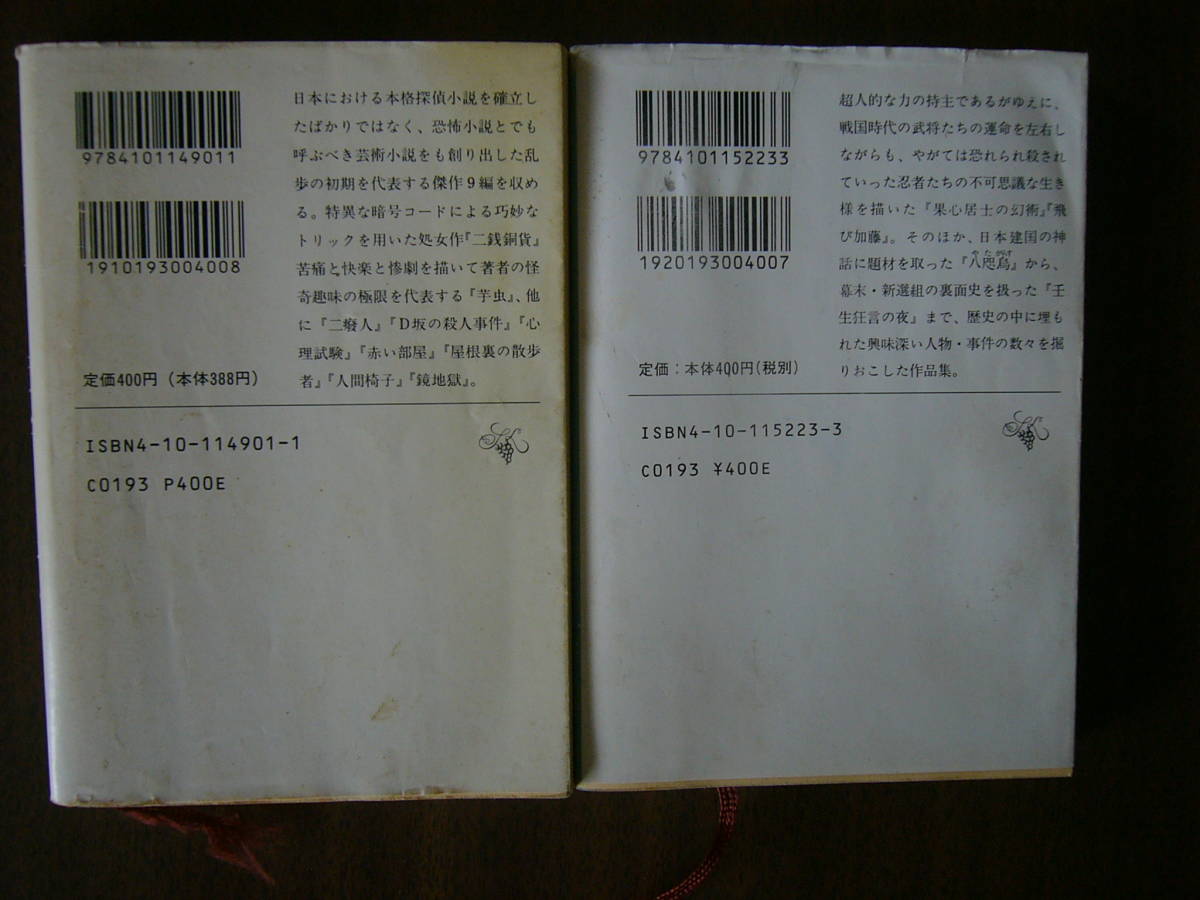 9784101149011
1910193004008
日本における本格探偵小説を確立し
たばかりではなく、恐怖小説とでも
呼ぶべき芸術小説をも創り出した乱
歩の初期を代表する傑作9編を収め
る。特異な暗号コードによる巧妙な
トリックを用いた処女作『二銭銅貨』
苦痛と快楽と惨劇を描いて著者の怪
奇趣味の極限を代表する『芋虫』、他
に『二癈人』『D坂の殺人事件』『心
理試験』『赤い部屋』『屋根裏の散歩
者』『人間椅子』『鏡地獄』。
定価400円（本体388円）
ISBN4-10-114901-1
C0193 P400E
9784101152233
1920193004007
超人的な力の持主であるがゆえに、
戦国時代の武将たちの運命を左右し
ながらも、やがては恐れられ殺され
ていった忍者たちの不可思議な生き
様を描いた『果心居士の幻術』『飛
び加藤』。そのほか、日本建国の神
やたがらす
話に題材を取った『八咫烏』から、
幕末・新選組の裏面史を扱った『壬
生狂言の夜』まで、歴史の中に埋も
れた興味深い人物・事件の数々を掘
りおこした作品集。
定価：本体400円（税別）
ISBN4-10-115223-3
C0193 ¥400E